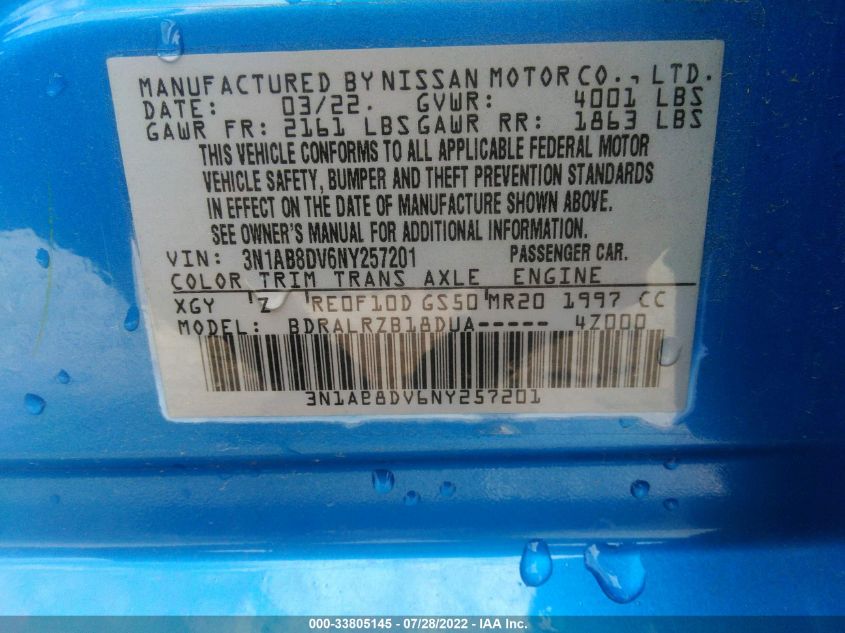 MANUFACTURED BY NISSAN MOTOR CO., LTD.
DATE: 03/22. GVWR: 4001 LBS
GAWR FR: 2161 LBS GAWR RR: 1863 LBS
THIS VEHICLE CONFORMS TO ALL APPLICABLE FEDERAL MOTOR
VEHICLE SAFETY, BUMPER AND THEFT PREVENTION STANDARDS
IN EFFECT ON THE DATE OF MANUFACTURE SHOWN ABOVE.
SEE OWNER'S MANUAL FOR ADDITIONAL INFORMATION.
VIN: 3N1AB8DV6NY257201 PASSENGER CAR.
COLOR TRIM TRANS AXLE ENGINE
XGY Z RE0F10D GS50 MR20 1997 CC
MODEL: BDRALRZB18DUA----- 4Z000
3N1AB8DV6NY257201
000-33805145 - 07/28/2022 - IAA Inc.